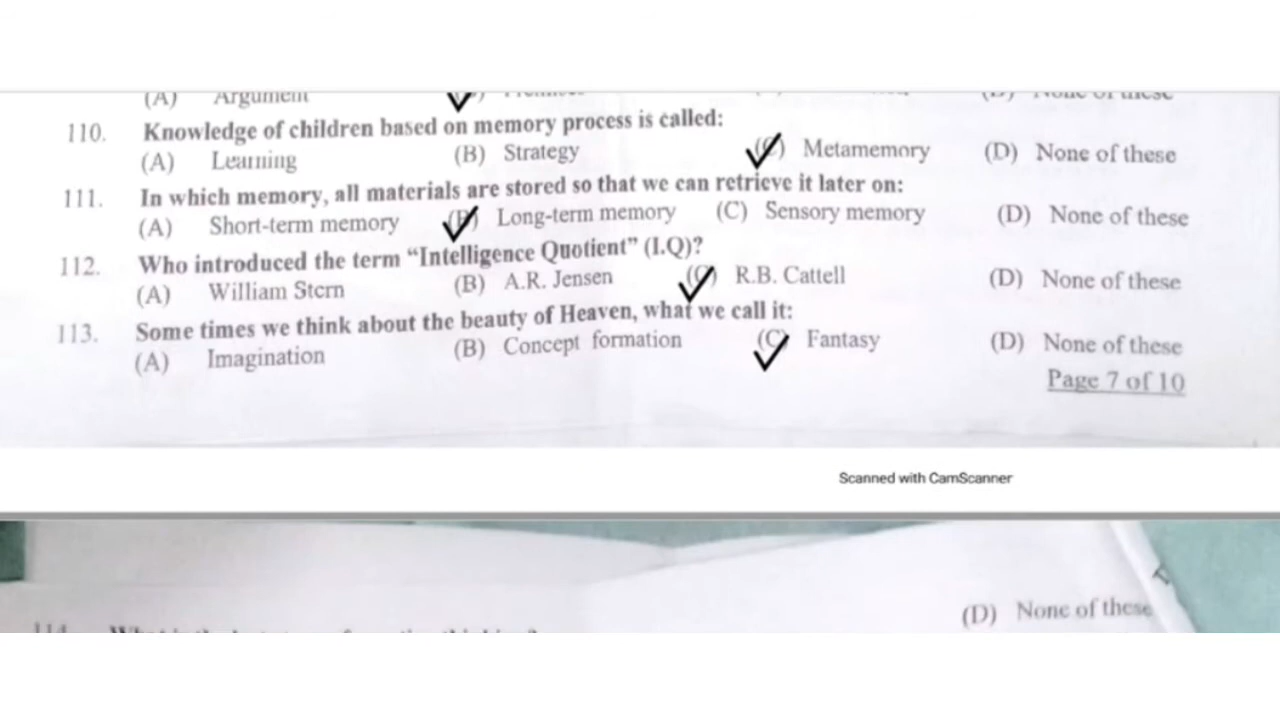 (A) Argument
110. Knowledge of children based on memory process is called:
(A) Learning (B) Strategy (C) Metamemory (D) None of these
111. In which memory, all materials are stored so that we can retrieve it later on:
(A) Short-term memory (B) Long-term memory (C) Sensory memory (D) None of these
112. Who introduced the term “Intelligence Quotient” (I.Q)?
(A) William Stern (B) A.R. Jensen (C) R.B. Cattell (D) None of these
113. Some times we think about the beauty of Heaven, what we call it:
(A) Imagination (B) Concept formation (C) Fantasy (D) None of these
Page 7 of 10
Scanned with CamScanner
(D) None of these